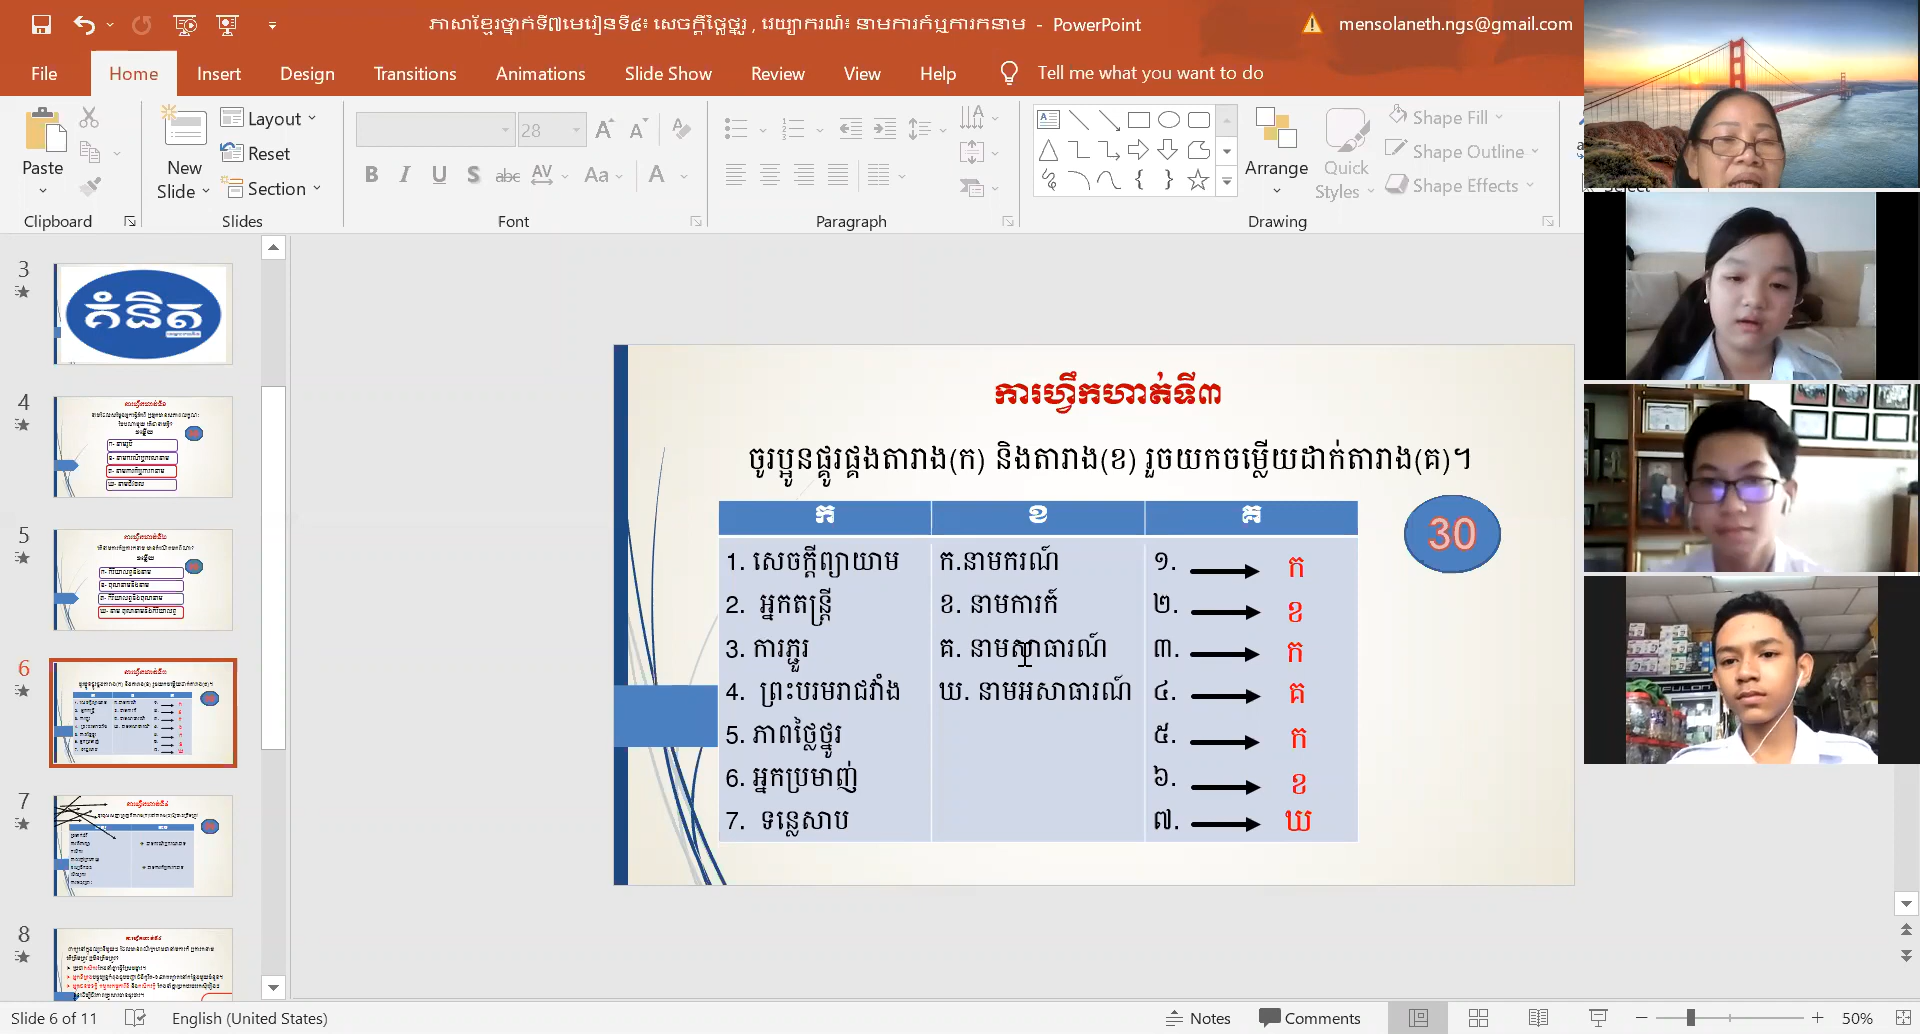 ភាសាខ្មែរថ្នាក់ទី៧មេរៀនទី៤៖ សេចក្ដីថ្លៃថ្នូរ , វេយ្យាករណ៍៖ នាមការក៍ឬការកនាម - PowerPoint
mensolaneth.ngs@gmail.com
File Home Insert Design Transitions Animations Slide Show Review View Help Tell me what you want to do
Paste
Clipboard
New Slide
Layout
Reset
Section
Slides
28
B I U S abc AV Aa A
Font
Paragraph
Arrange
Quick Styles
Shape Fill
Shape Outline
Shape Effects
Drawing
3
គំនិត
4
5
6
7
8
ការហ្វឹកហាត់ទី៣
ចូរប្អូនផ្គូរផ្គងតារាង(ក) និងតារាង(ខ) រួចយកចម្លើយដាក់តារាង(គ)។
30
ក ខ គ
1. សេចក្ដីព្យាយាម ក.នាមករណ៍ ១. ក
2. អ្នកតន្ត្រី ខ. នាមការក៍ ២. ខ
3. ការភ្ជួរ គ. នាមសាធារណ៍ ៣. ក
4. ព្រះបរមរាជវាំង ឃ. នាមអសាធារណ៍ ៤. គ
5. ភាពថ្លៃថ្នូរ ៥. ក
6. អ្នកប្រមាញ់ ៦. ខ
7. ទន្លេសាប ៧. ឃ
Slide 6 of 11 English (United States) Notes Comments 50%